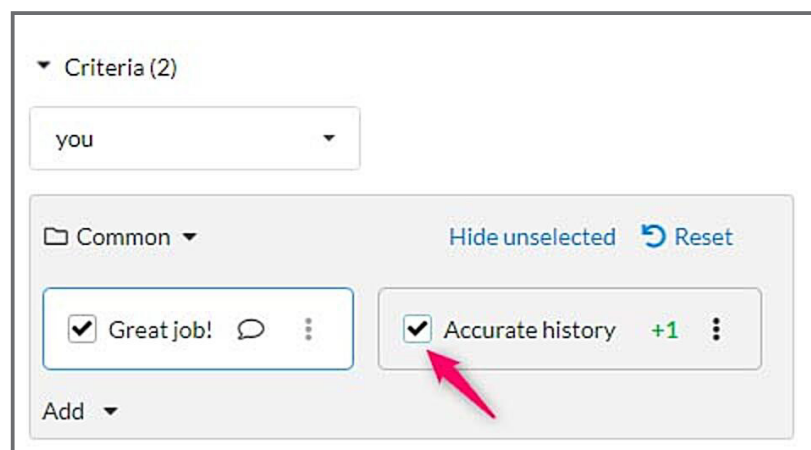 Criteria (2)
you
Common Hide unselected Reset
Great job! Accurate history +1
Add